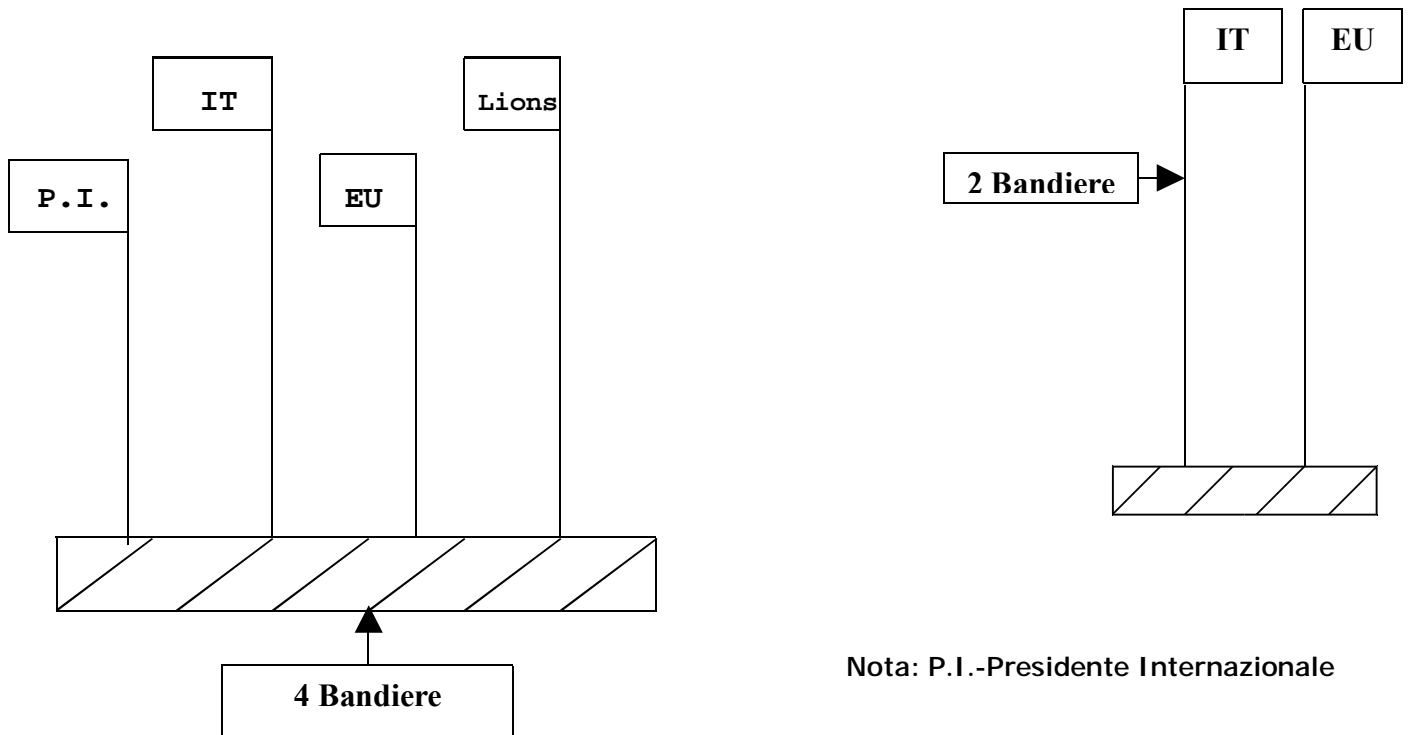 P.I.
IT
EU
Lions
4 Bandiere
IT
EU
2 Bandiere
Nota: P.I.-Presidente Internazionale